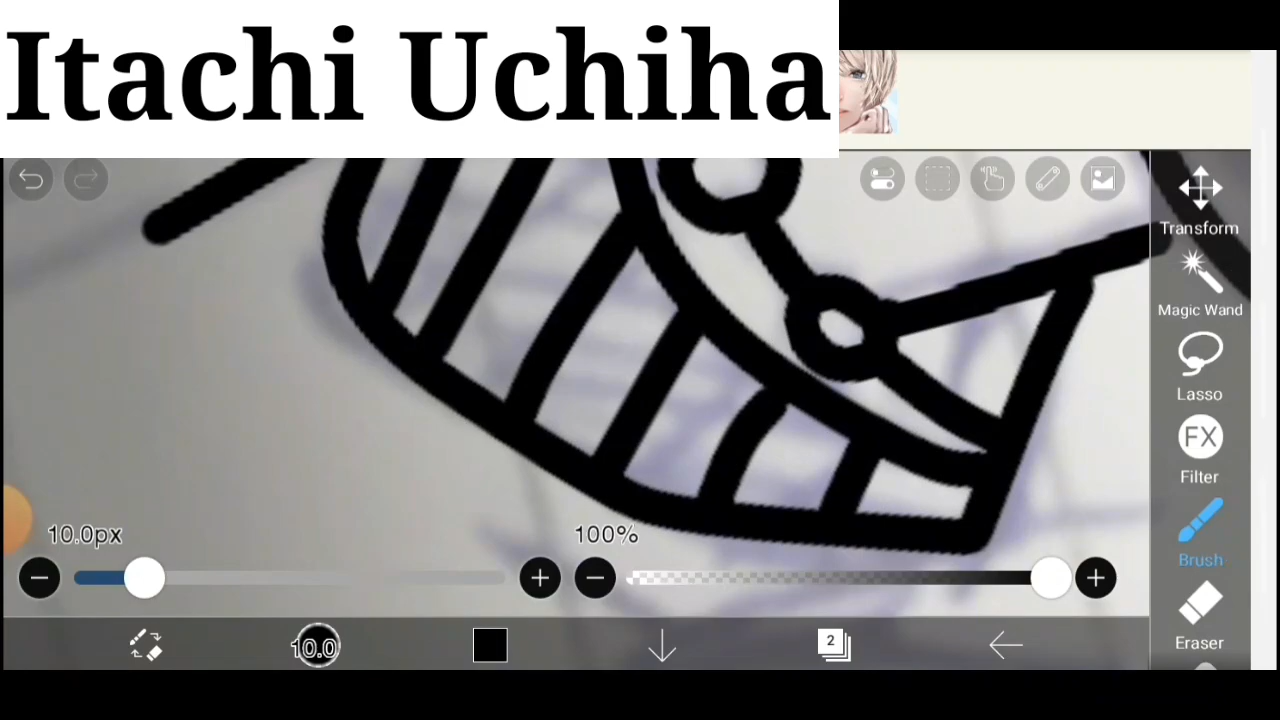 Itachi Uchiha
Transform
Magic Wand
Lasso
FX
Filter
10.0px
100%
Brush
Eraser
10.0
2